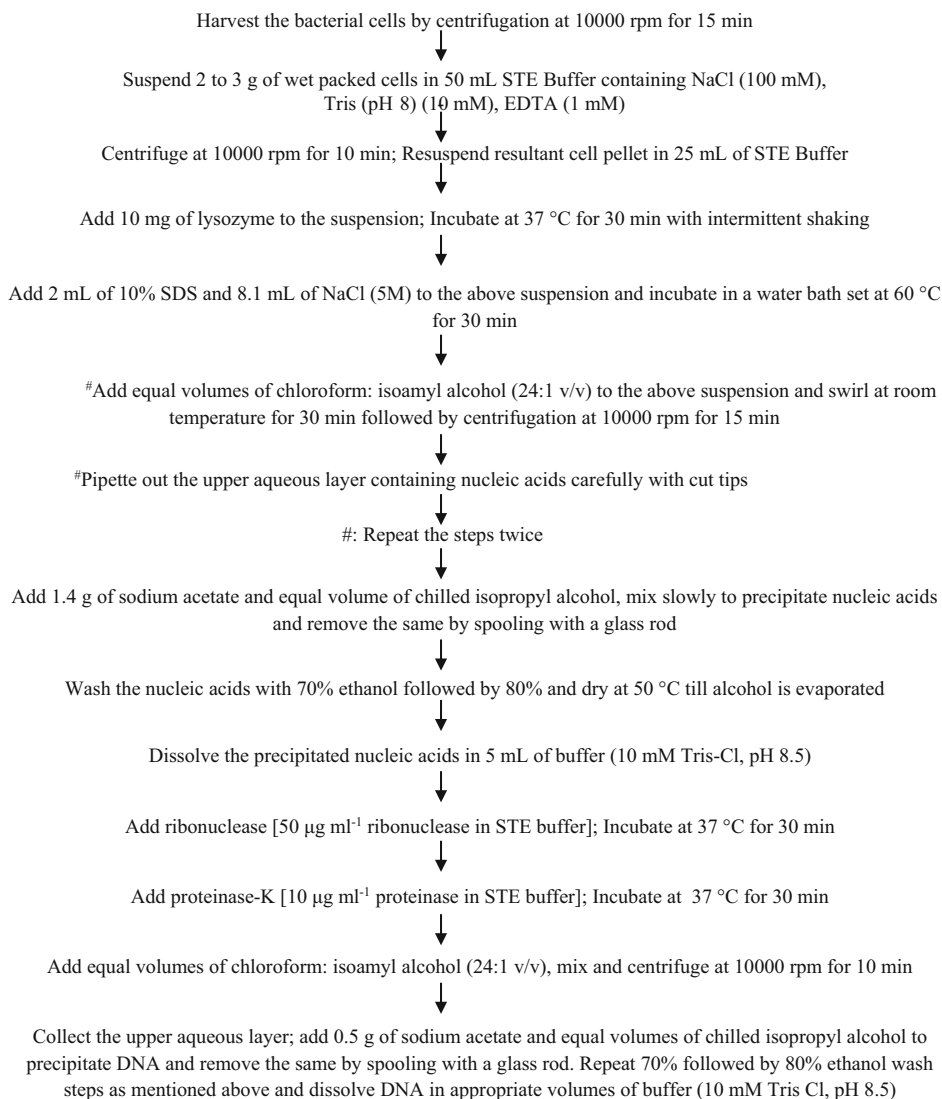 Harvest the bacterial cells by centrifugation at 10000 rpm for 15 min
Suspend 2 to 3 g of wet packed cells in 50 mL STE Buffer containing NaCl (100 mM),
Tris (pH 8) (10 mM), EDTA (1 mM)
Centrifuge at 10000 rpm for 10 min; Resuspend resultant cell pellet in 25 mL of STE Buffer
Add 10 mg of lysozyme to the suspension; Incubate at 37 °C for 30 min with intermittent shaking
Add 2 mL of 10% SDS and 8.1 mL of NaCl (5M) to the above suspension and incubate in a water bath set at 60 °C
for 30 min
#Add equal volumes of chloroform: isoamyl alcohol (24:1 v/v) to the above suspension and swirl at room
temperature for 30 min followed by centrifugation at 10000 rpm for 15 min
#Pipette out the upper aqueous layer containing nucleic acids carefully with cut tips
#: Repeat the steps twice
Add 1.4 g of sodium acetate and equal volume of chilled isopropyl alcohol, mix slowly to precipitate nucleic acids
and remove the same by spooling with a glass rod
Wash the nucleic acids with 70% ethanol followed by 80% and dry at 50 °C till alcohol is evaporated
Dissolve the precipitated nucleic acids in 5 mL of buffer (10 mM Tris-Cl, pH 8.5)
Add ribonuclease [50 µg ml-1 ribonuclease in STE buffer]; Incubate at 37 °C for 30 min
Add proteinase-K [10 µg ml-1 proteinase in STE buffer]; Incubate at 37 °C for 30 min
Add equal volumes of chloroform: isoamyl alcohol (24:1 v/v), mix and centrifuge at 10000 rpm for 10 min
Collect the upper aqueous layer; add 0.5 g of sodium acetate and equal volumes of chilled isopropyl alcohol to
precipitate DNA and remove the same by spooling with a glass rod. Repeat 70% followed by 80% ethanol wash
steps as mentioned above and dissolve DNA in appropriate volumes of buffer (10 mM Tris Cl, pH 8.5)